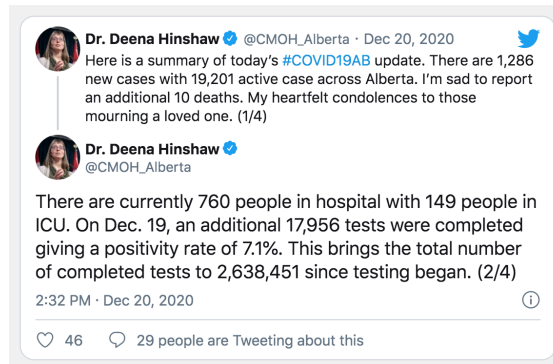 Dr. Deena Hinshaw @CMOH_Alberta · Dec 20, 2020
Here is a summary of today's #COVID19AB update. There are 1,286
new cases with 19,201 active case across Alberta. I'm sad to report
an additional 10 deaths. My heartfelt condolences to those
mourning a loved one. (1/4)
Dr. Deena Hinshaw
@CMOH_Alberta
There are currently 760 people in hospital with 149 people in
ICU. On Dec. 19, an additional 17,956 tests were completed
giving a positivity rate of 7.1%. This brings the total number
of completed tests to 2,638,451 since testing began. (2/4)
2:32 PM · Dec 20, 2020
46 29 people are Tweeting about this